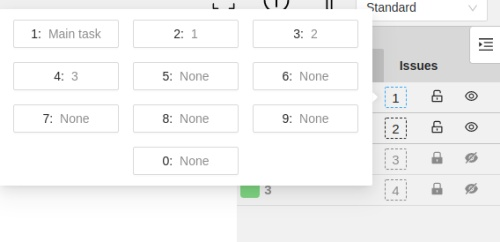 Standard
Issues
1: Main task
2: 1
3: 2
4: 3
5: None
6: None
7: None
8: None
9: None
0: None
1
2
3
3 4